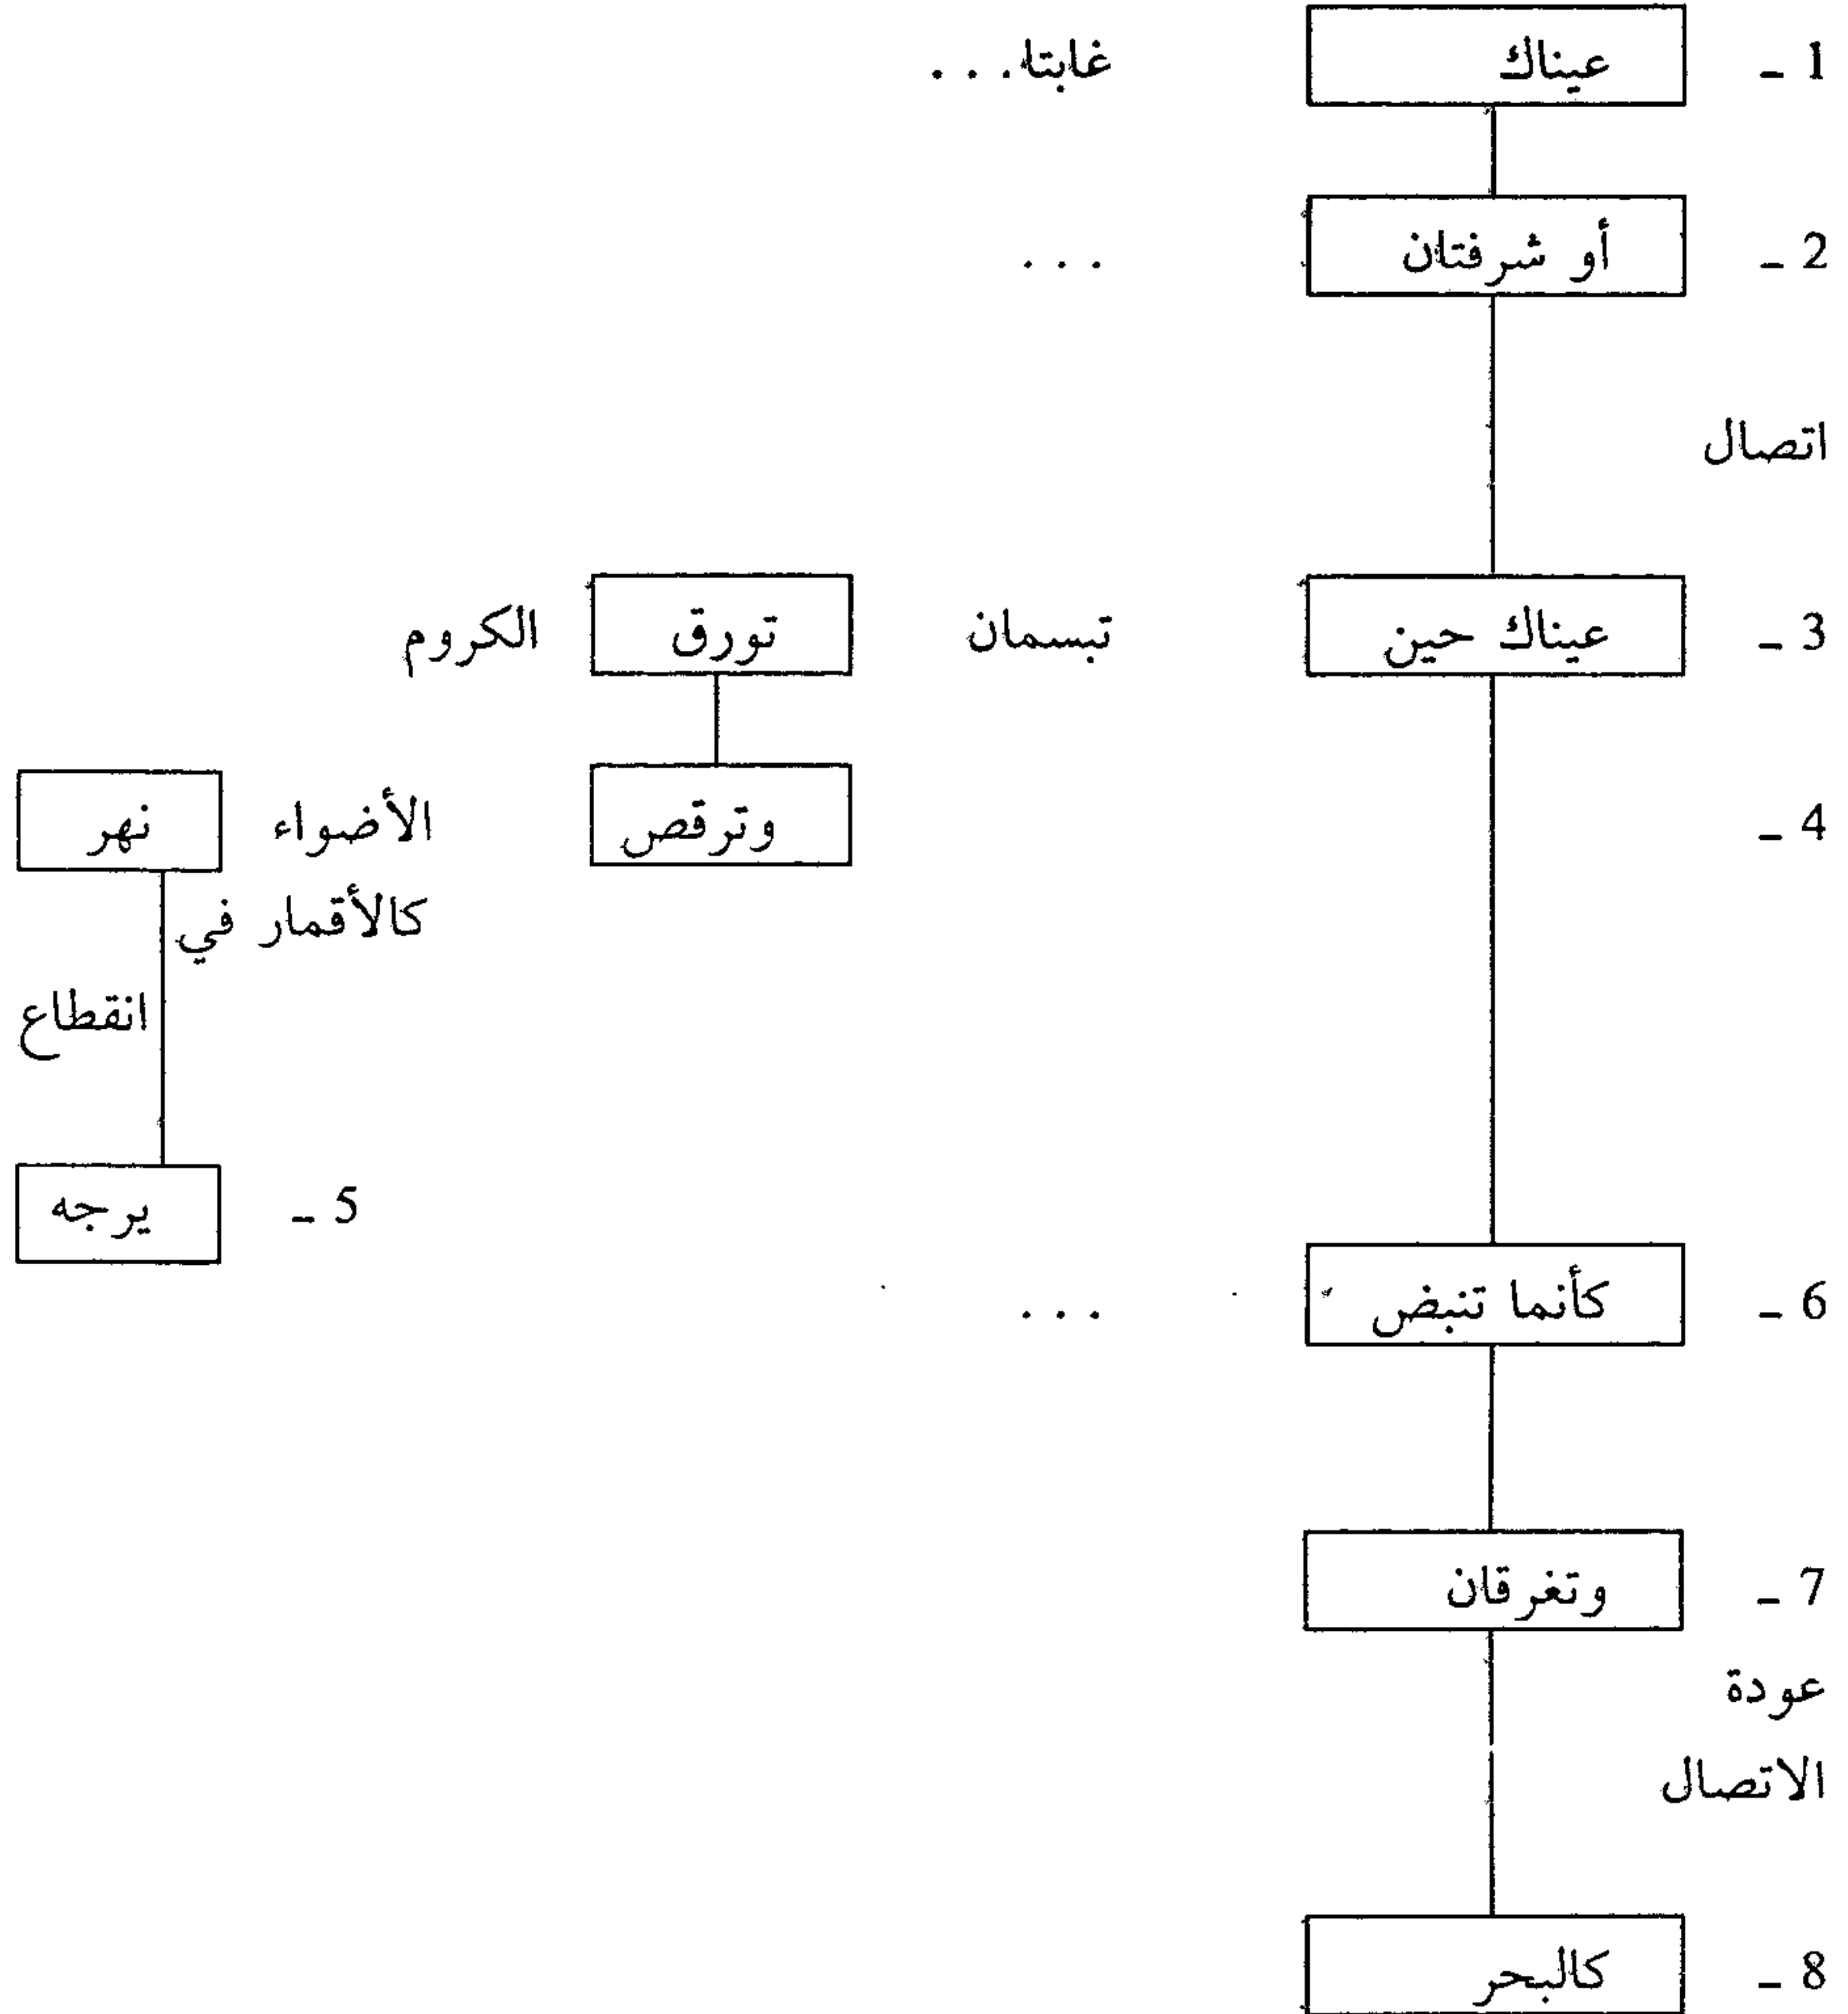 1 - عيناك غابتا...
2 - أو شرفتان ...
اتصال
3 - عيناك حين تبسمان تورق الكروم
4 - وترقص الأضواء نهر
كالأقمار في
انقطاع
5 - يرجه
6 - كأنما تنبض ...
7 - وتغرقان
عودة
الاتصال
8 - كالبحر